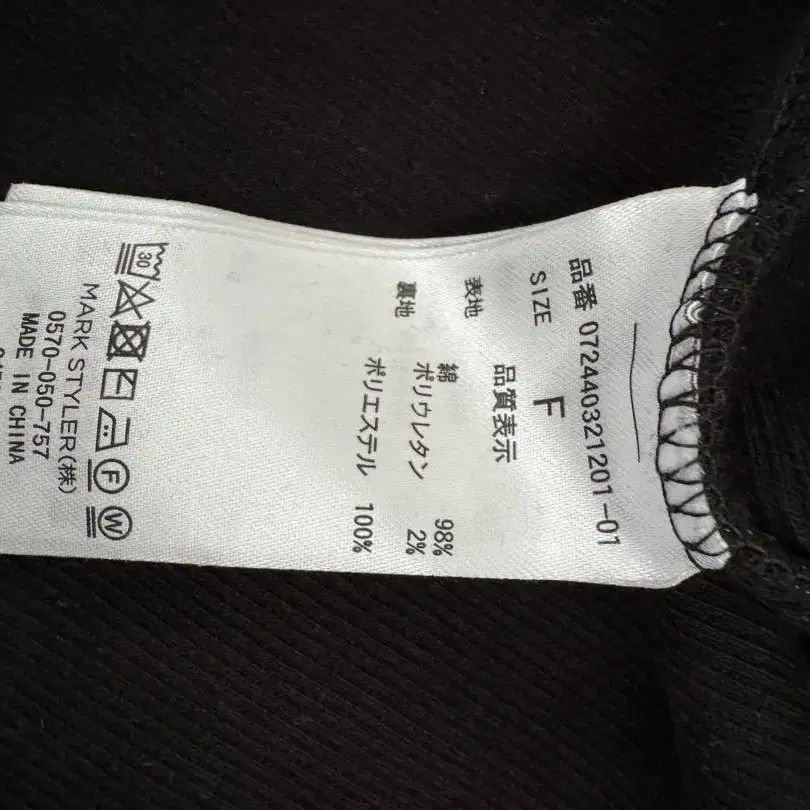 品番 072440321201-01
SIZE F
品質表示
表地
綿 98%
ポリウレタン 2%
裏地
ポリエステル 100%
30
F W
MARK STYLER(株)
0570-050-757
MADE IN CHINA